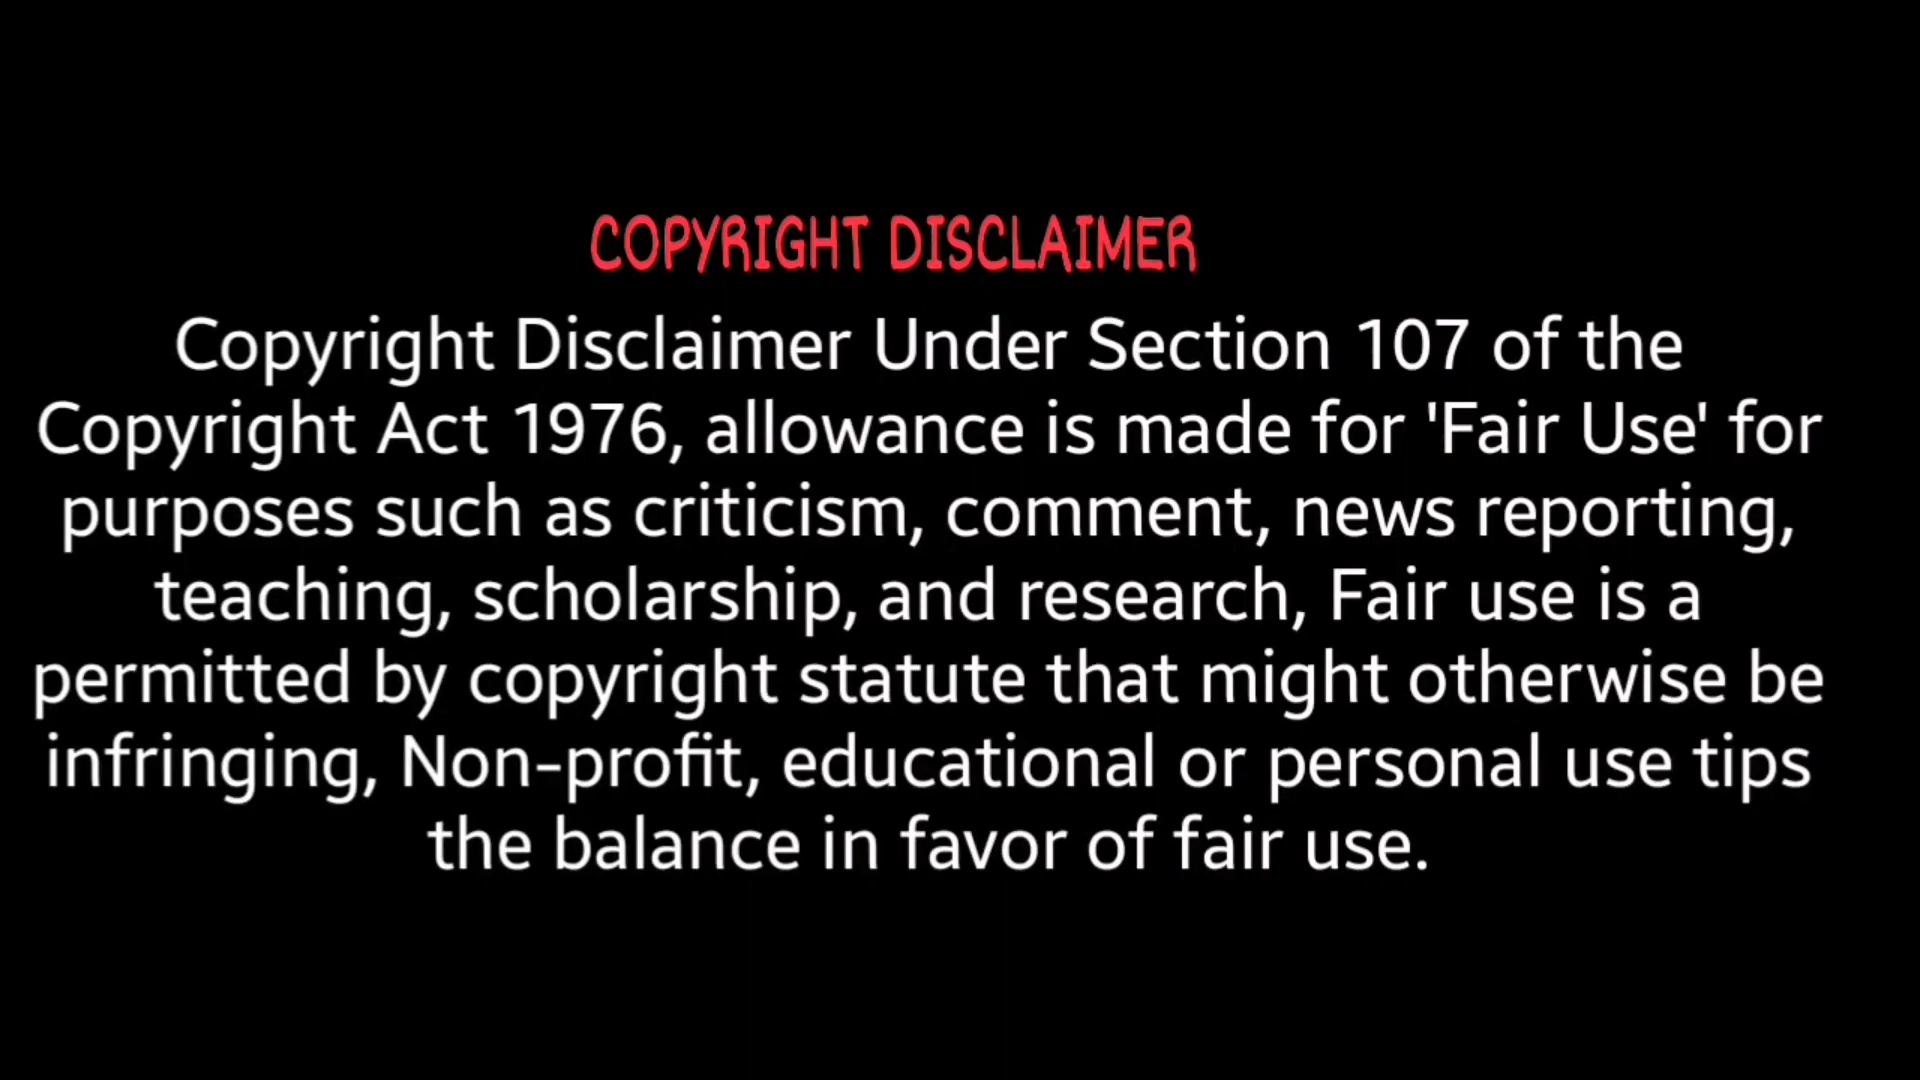 COPYRIGHT DISCLAIMER
Copyright Disclaimer Under Section 107 of the
Copyright Act 1976, allowance is made for 'Fair Use' for
purposes such as criticism, comment, news reporting,
teaching, scholarship, and research, Fair use is a
permitted by copyright statute that might otherwise be
infringing, Non-profit, educational or personal use tips
the balance in favor of fair use.